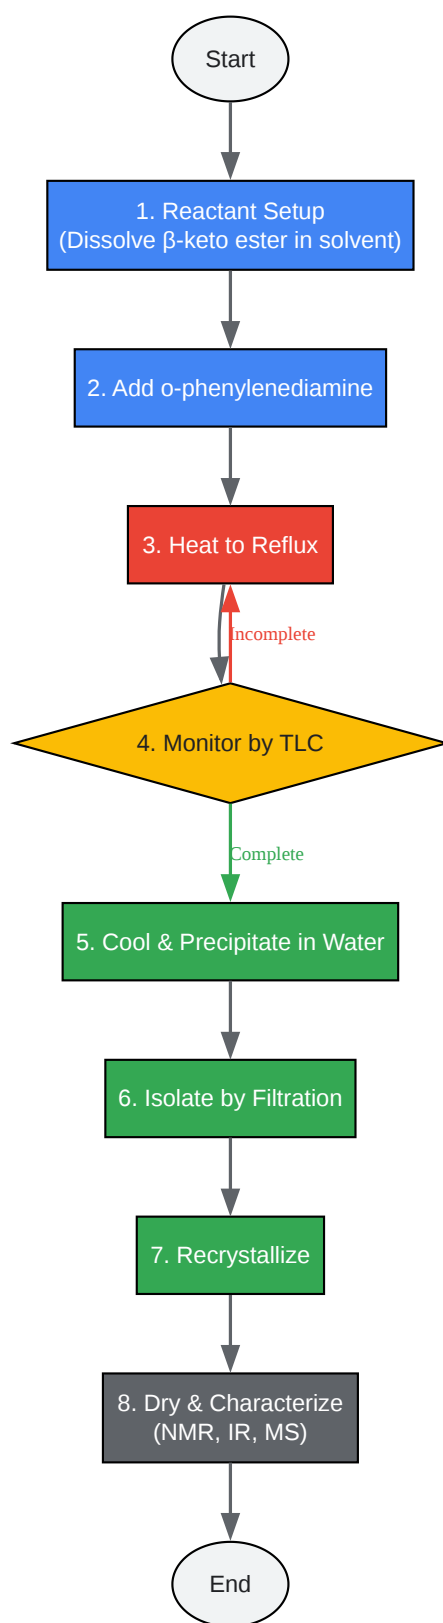 Start
1. Reactant Setup
(Dissolve β-keto ester in solvent)
2. Add o-phenylenediamine
3. Heat to Reflux
Incomplete
4. Monitor by TLC
Complete
5. Cool & Precipitate in Water
6. Isolate by Filtration
7. Recrystallize
8. Dry & Characterize
(NMR, IR, MS)
End